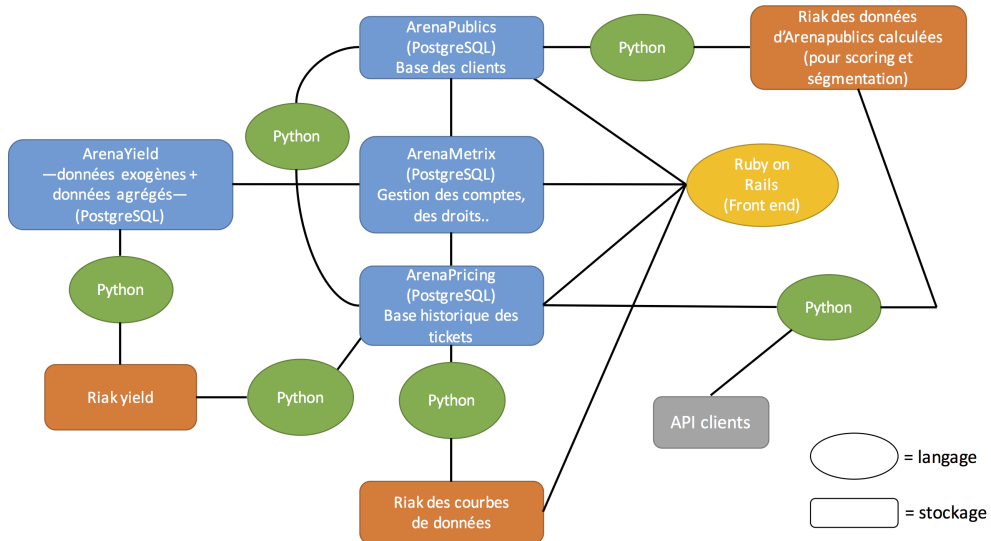 ArenaPublics
(PostgreSQL)
Base des clients
Python
Riak des données
d'Arenapublics calculées
(pour scoring et
ségmentation)
Python
ArenaYield
—données exogènes +
données agrégés—
(PostgreSQL)
ArenaMetrix
(PostgreSQL)
Gestion des comptes,
des droits..
Ruby on
Rails
(Front end)
Python
ArenaPricing
(PostgreSQL)
Base historique des
tickets
Python
Riak yield
Python
Python
API clients
Riak des courbes
de données
= langage
= stockage